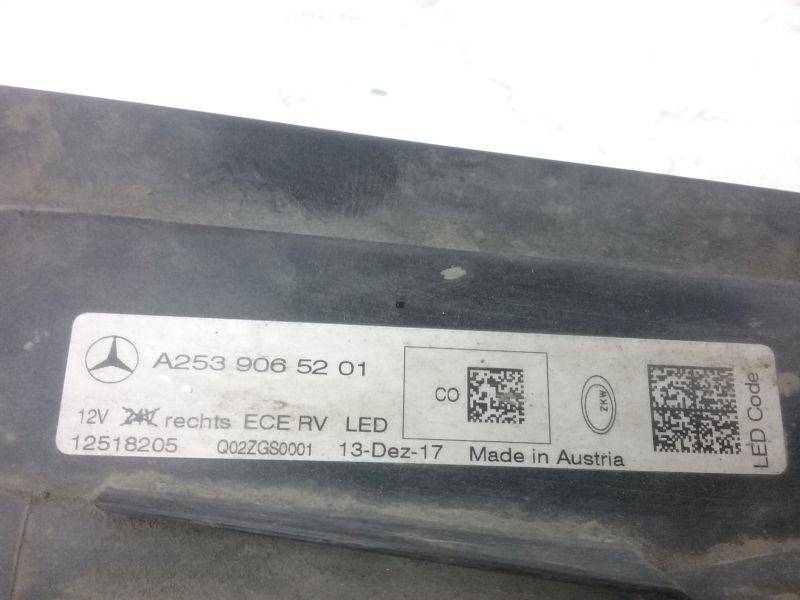 A253 906 52 01
CO
ZKW
12V 24V rechts ECE RV LED
12518205 Q02ZGS0001 13-Dez-17 Made in Austria
LED Code